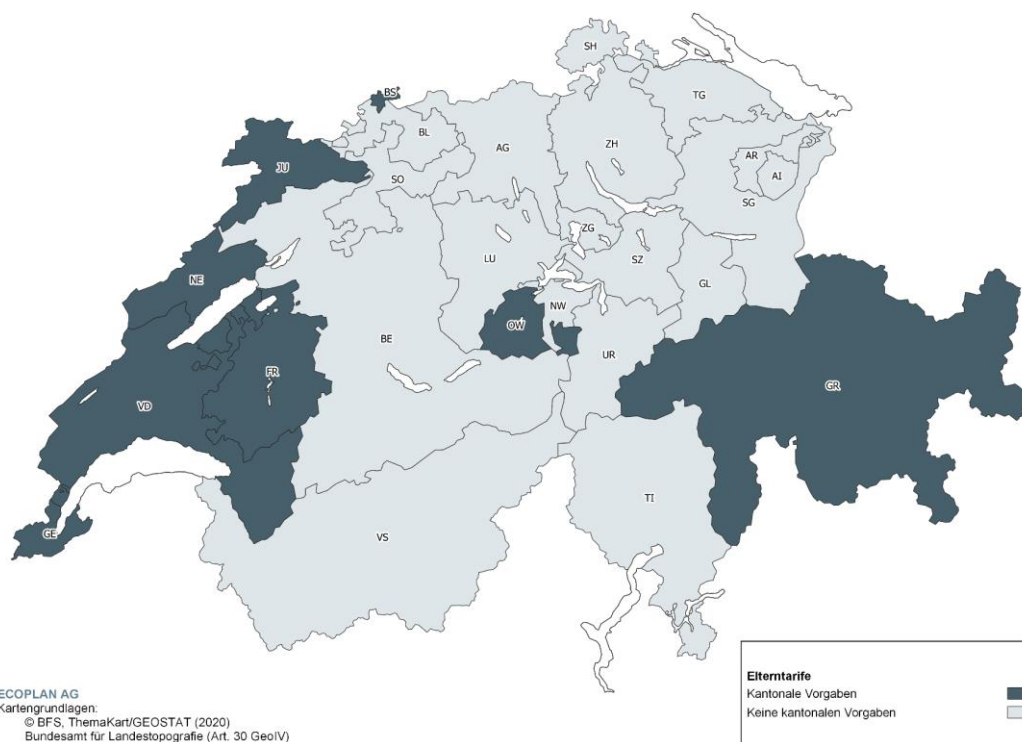 SH
BS
TG
BL
JU
AG
ZH
AR
AI
SO
SG
ZG
NE
LU
SZ
GL
NW
OW
BE
UR
FR
GR
VD
TI
GE
VS
ECOPLAN AG
Kartengrundlagen:
© BFS, ThemaKart/GEOSTAT (2020)
Bundesamt für Landestopografie (Art. 30 GeoIV)
Elterntarife
Kantonale Vorgaben
Keine kantonalen Vorgaben